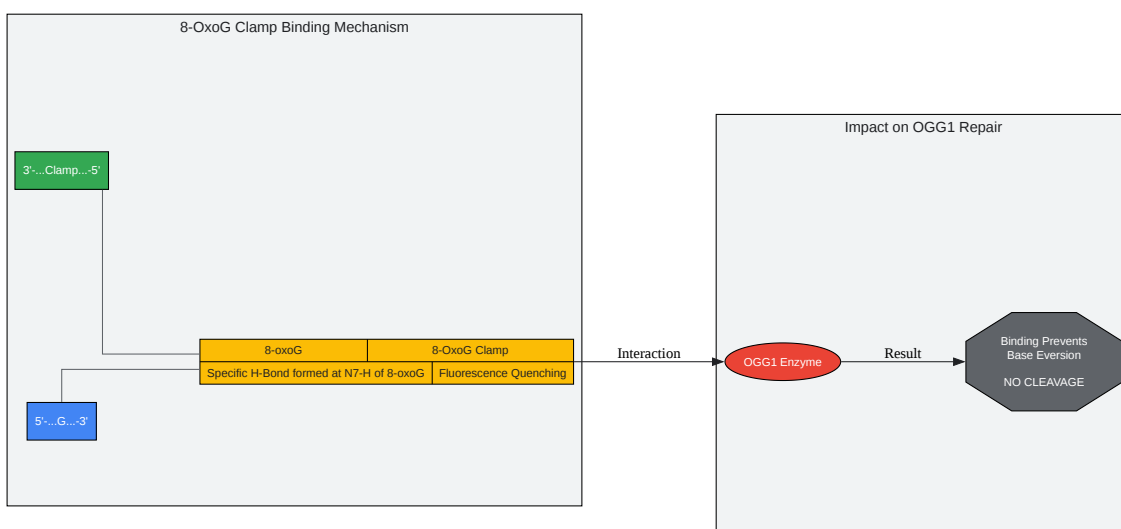 8-OxoG Clamp Binding Mechanism
3'-...Clamp...-5'
8-oxoG
8-OxoG Clamp
Specific H-Bond formed at N7-H of 8-oxoG
Fluorescence Quenching
5'-...G...-3'
Interaction
Impact on OGG1 Repair
OGG1 Enzyme
Result
Binding Prevents
Base Eversion
NO CLEAVAGE